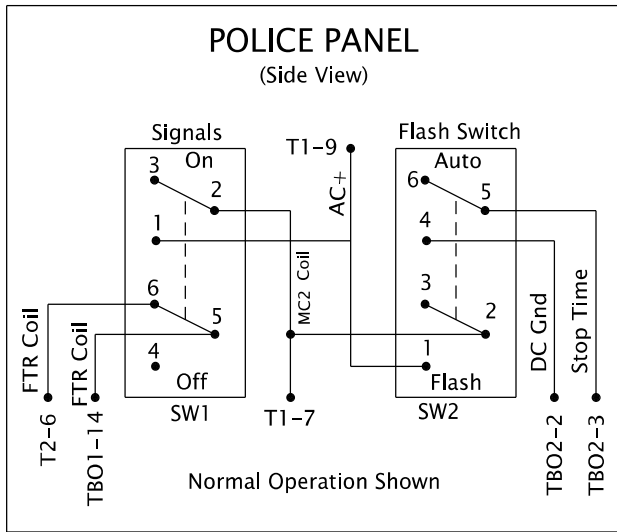 POLICE PANEL
(Side View)
Signals
On
3
2
1
6
5
4
Off
SW1
T1-9
AC+
MC2 Coil
T1-7
Flash Switch
Auto
6
5
4
3
2
1
Flash
SW2
FTR Coil
T2-6
FTR Coil
TBO1-14
DC Gnd
TBO2-2
Stop Time
TBO2-3
Normal Operation Shown